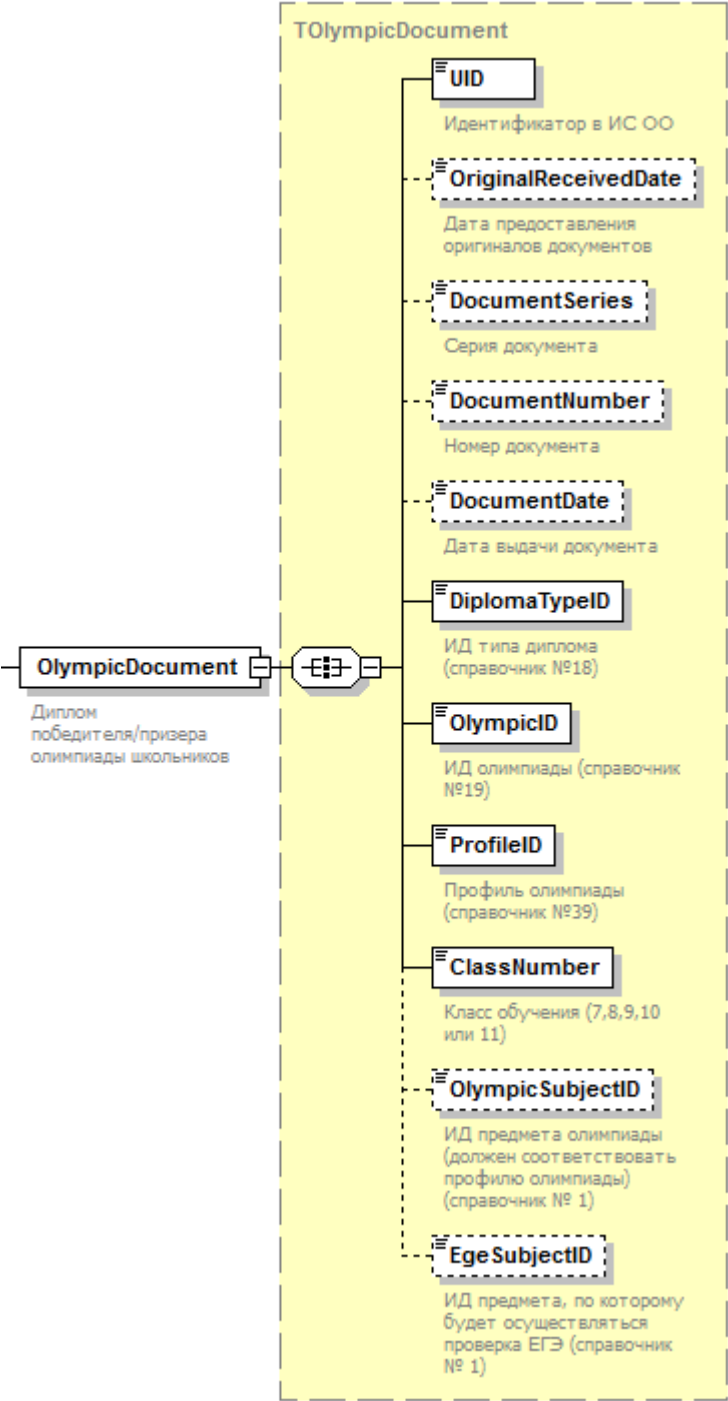 TOlympicDocument
UID
Идентификатор в ИС ОО
OriginalReceivedDate
Дата предоставления
оригиналов документов
DocumentSeries
Серия документа
DocumentNumber
Номер документа
DocumentDate
Дата выдачи документа
DiplomaTypeID
ИД типа диплома
(справочник №18)
OlympicDocument
Диплом
победителя/призера
олимпиады школьников
OlympicID
ИД олимпиады (справочник
№19)
ProfileID
Профиль олимпиады
(справочник №39)
ClassNumber
Класс обучения (7,8,9,10
или 11)
OlympicSubjectID
ИД предмета олимпиады
(должен соответствовать
профилю олимпиады)
(справочник № 1)
EgeSubjectID
ИД предмета, по которому
будет осуществляться
проверка ЕГЭ (справочник
№ 1)